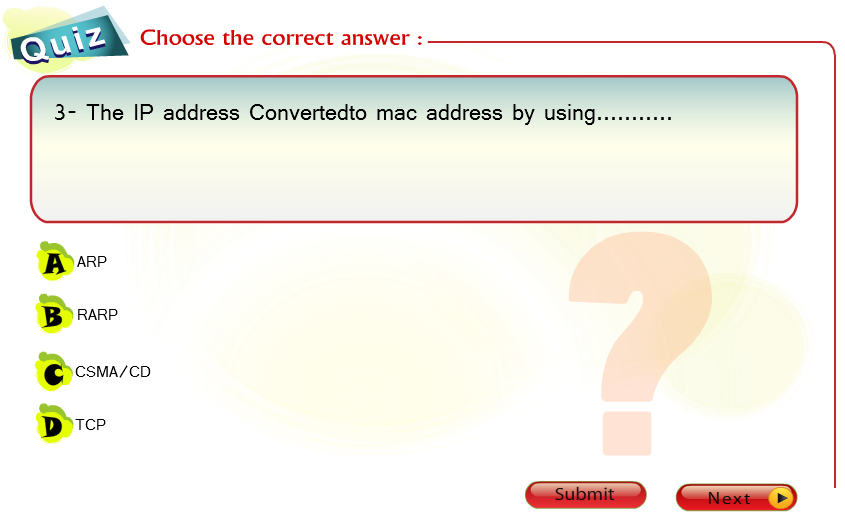 Quiz
Choose the correct answer :
3- The IP address Convertedto mac address by using...........
A ARP
B RARP
C CSMA/CD
D TCP
Submit
Next